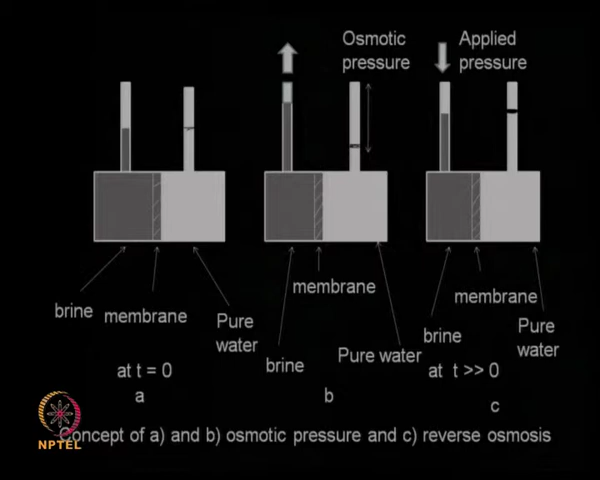 Osmotic
pressure
Applied
pressure
brine
membrane
Pure
water
at t = 0
a
membrane
brine
Pure water
b
membrane
brine
Pure
water
at t >> 0
c
NPTEL
Concept of a) and b) osmotic pressure and c) reverse osmosis